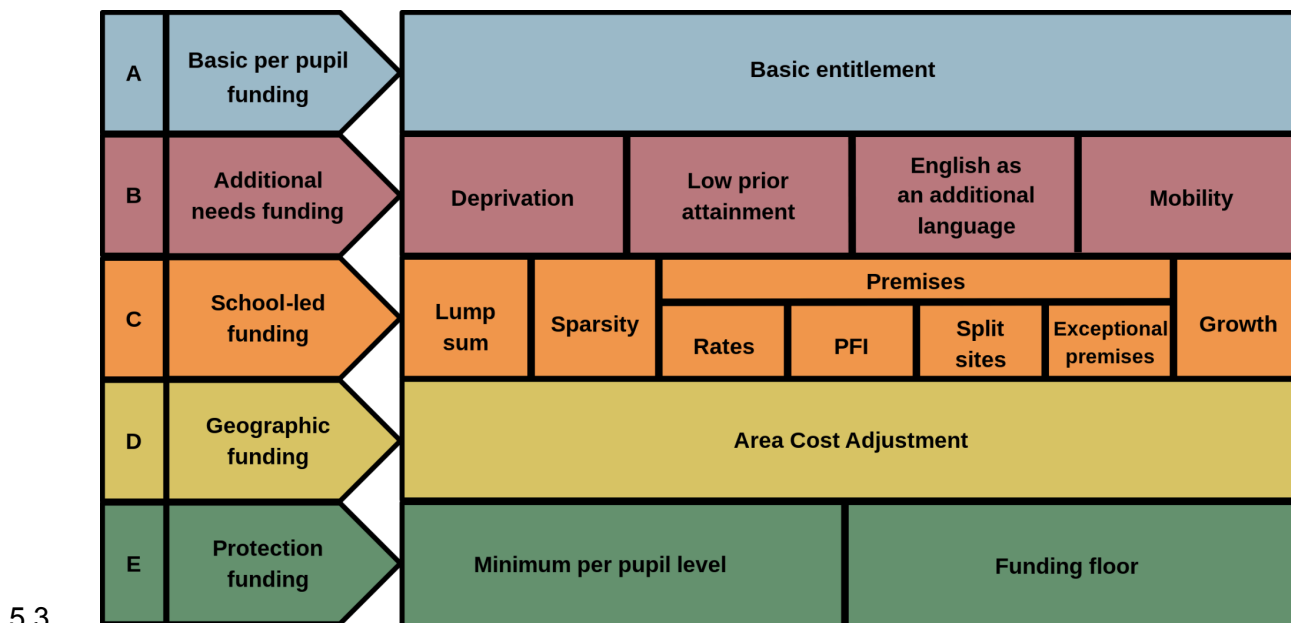 A
Basic per pupil
funding
Basic entitlement
B
Additional
needs funding
Deprivation
Low prior
attainment
English as
an additional
language
Mobility
C
School-led
funding
Lump
sum
Sparsity
Premises
Rates
PFI
Split
sites
Exceptional
premises
Growth
D
Geographic
funding
Area Cost Adjustment
E
Protection
funding
Minimum per pupil level
Funding floor
5.3